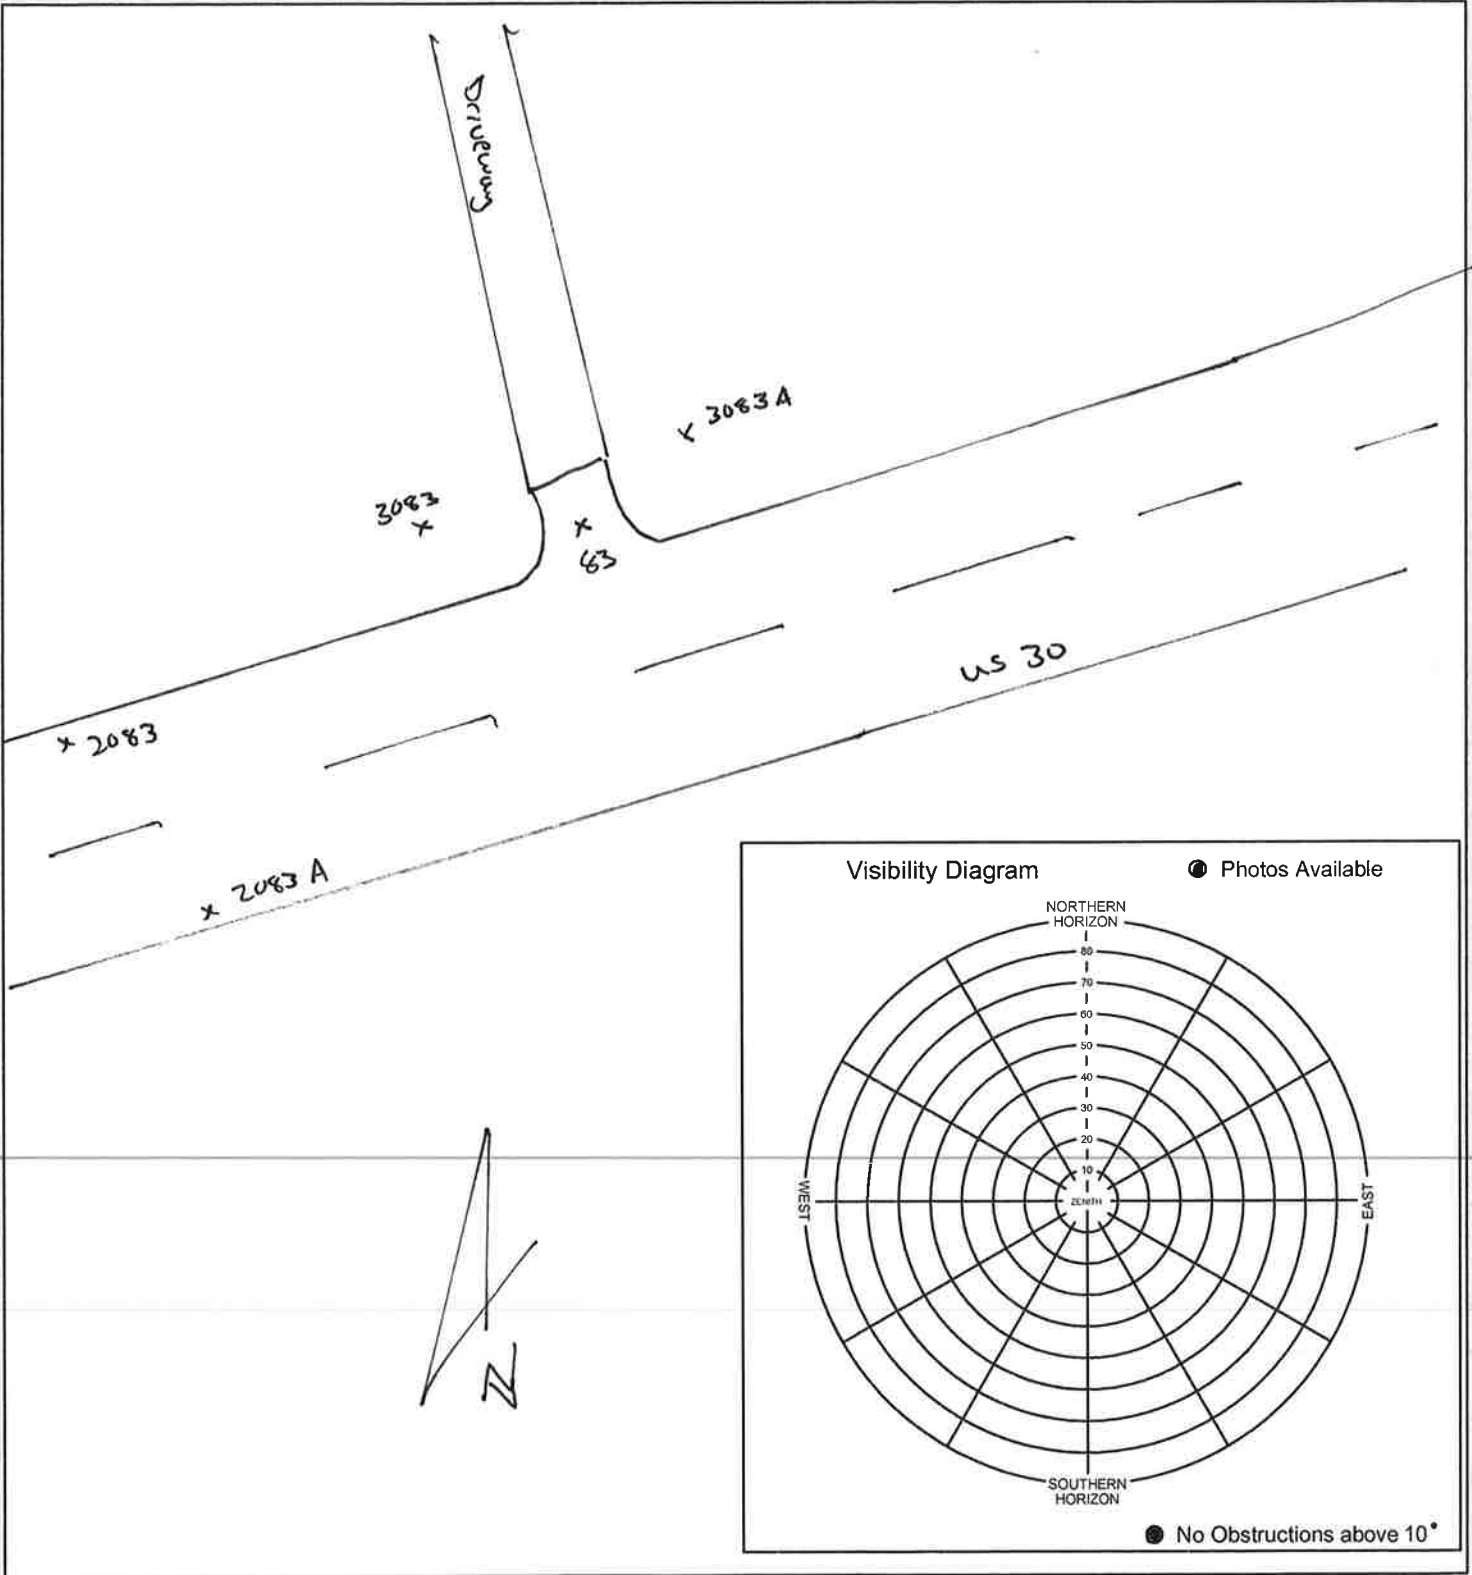 Driveway
x 3083 A
3083
x
x
83
us 30
x 2083
x 2083 A
N
Visibility Diagram
Photos Available
NORTHERN
HORIZON
80
70
60
50
40
30
20
10
ZENITH
WEST
EAST
SOUTHERN
HORIZON
No Obstructions above 10°